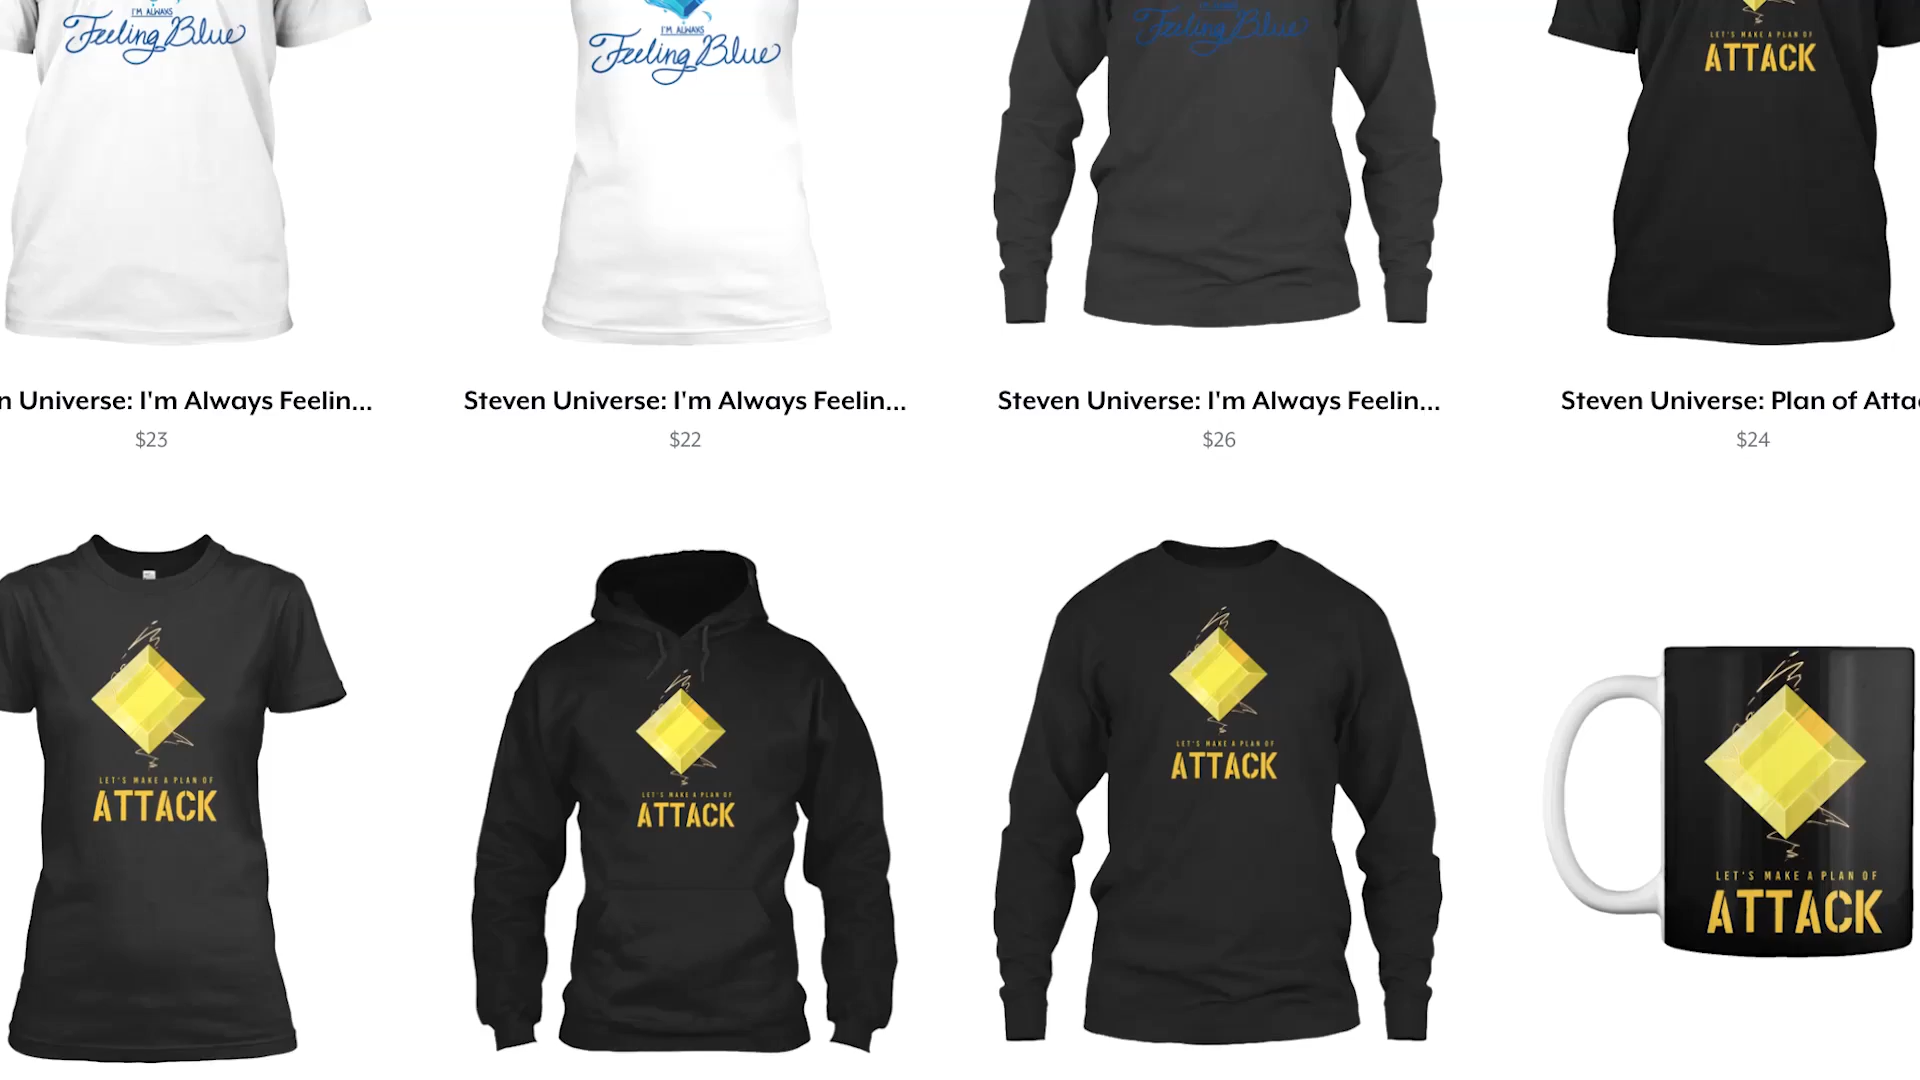 I'M ALWAYS
Feeling Blue
I'M ALWAYS
Feeling Blue
Feeling Blue
LET'S MAKE A PLAN OF
ATTACK
n Universe: I'm Always Feelin...
Steven Universe: I'm Always Feelin...
Steven Universe: I'm Always Feelin...
Steven Universe: Plan of Atta
$23
$22
$26
$24
LET'S MAKE A PLAN OF
ATTACK
LET'S MAKE A PLAN OF
ATTACK
LET'S MAKE A PLAN OF
ATTACK
LET'S MAKE A PLAN OF
ATTACK